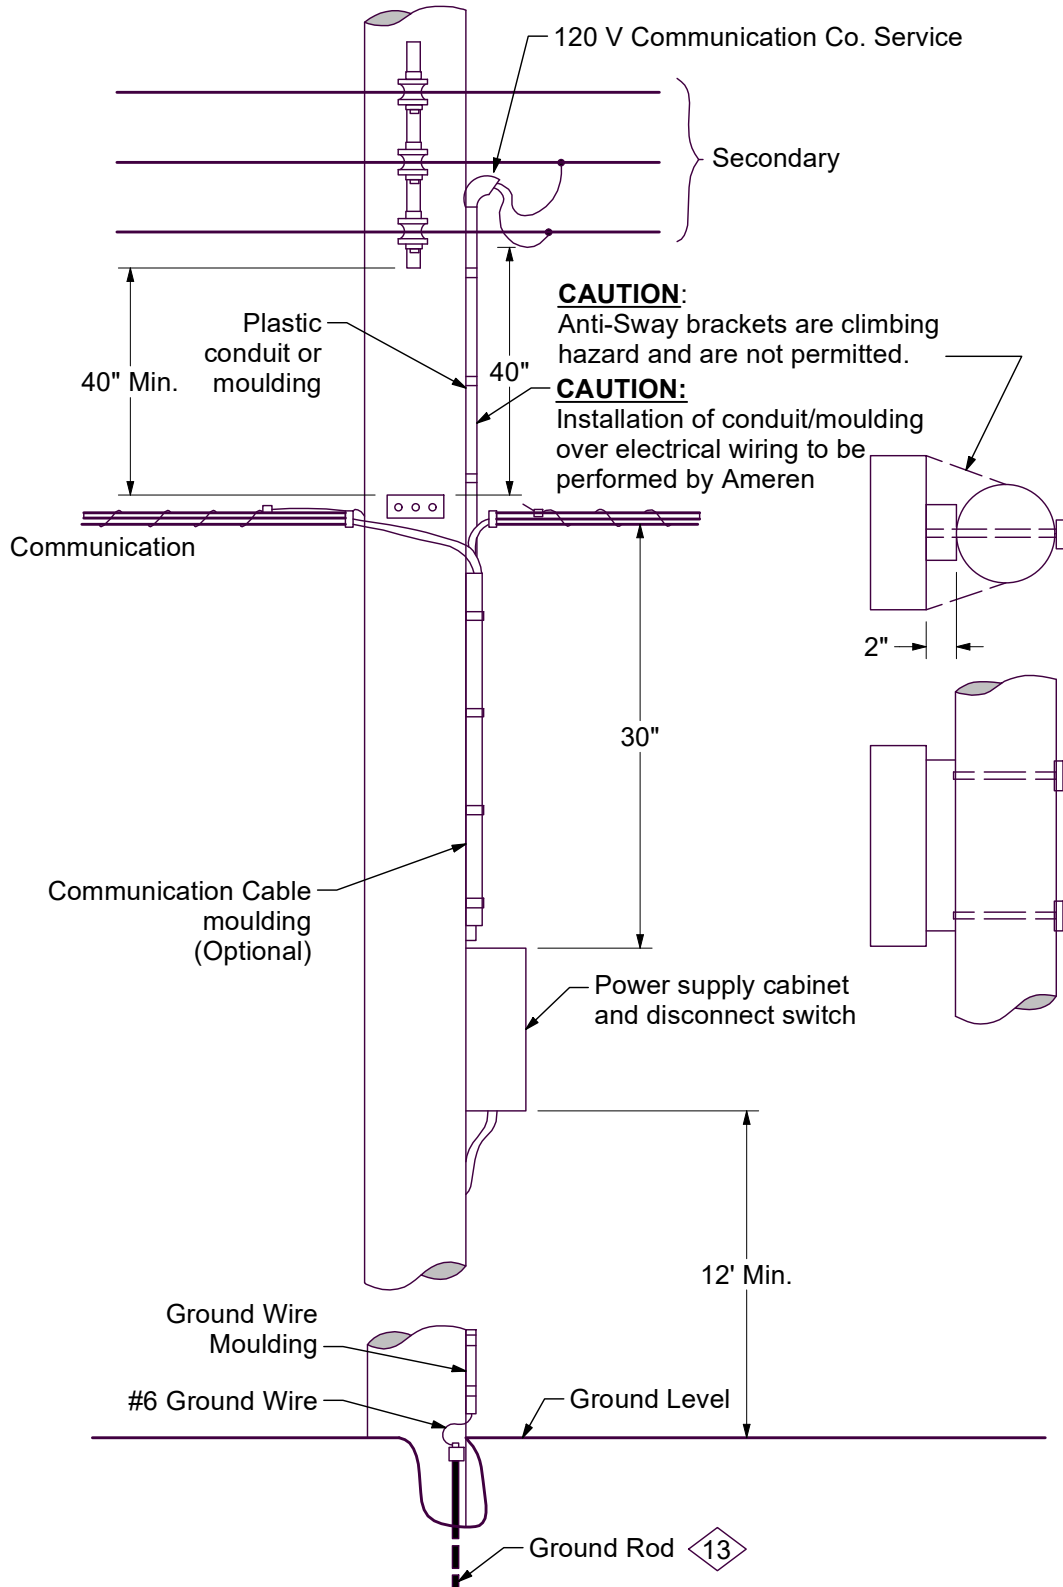 120 V Communication Co. Service
Secondary
CAUTION:
Anti-Sway brackets are climbing
hazard and are not permitted.
Plastic
conduit or
moulding
40" Min.
40"
CAUTION:
Installation of conduit/moulding
over electrical wiring to be
performed by Ameren
Communication
2"
30"
Communication Cable
moulding
(Optional)
Power supply cabinet
and disconnect switch
12' Min.
Ground Wire
Moulding
#6 Ground Wire
Ground Level
Ground Rod 13